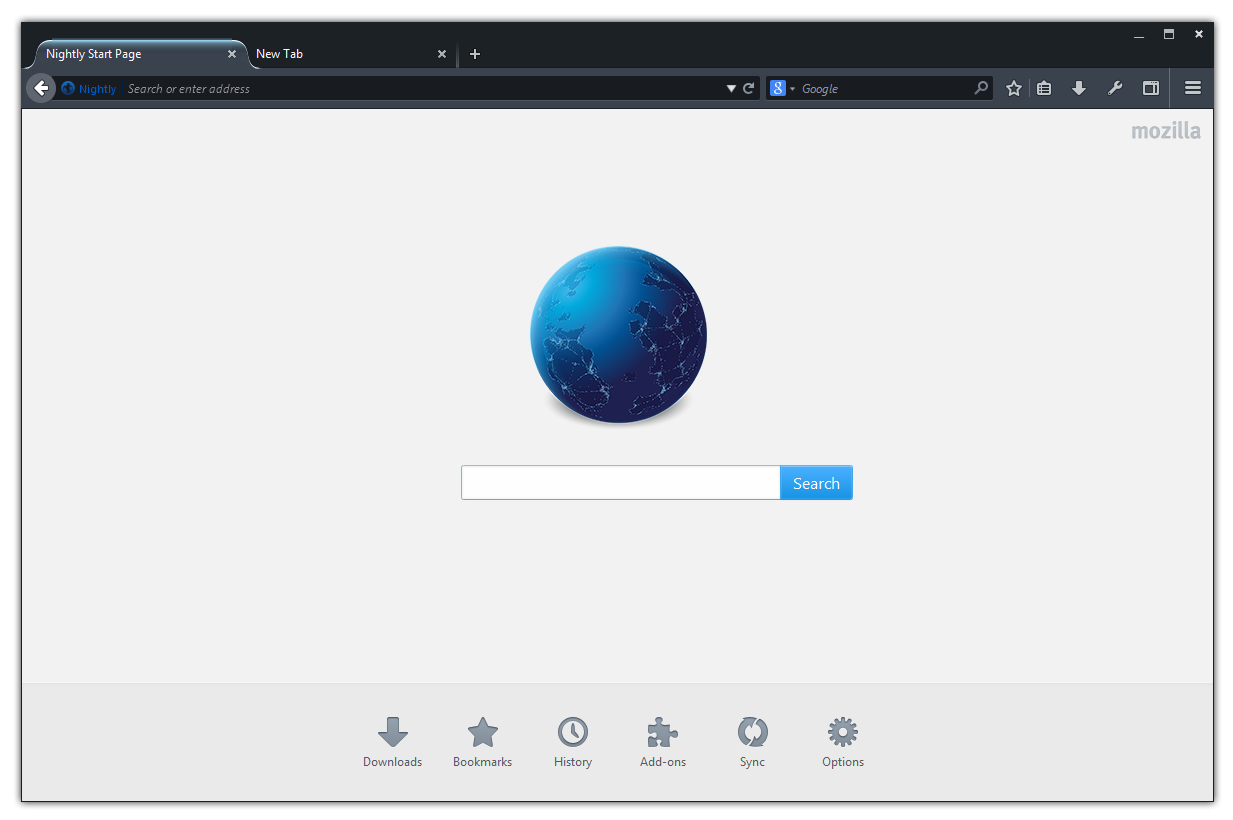 Nightly Start Page
New Tab
Nightly
Search or enter address
8
Google
mozilla
Search
Downloads
Bookmarks
History
Add-ons
Sync
Options